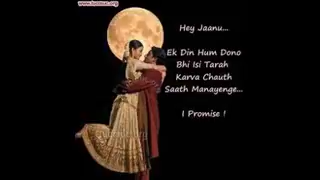 Hey Jaanu...
Ek Din Hum Dono
Bhi Isi Tarah
Karva Chauth
Saath Manayenge...
I Promise !